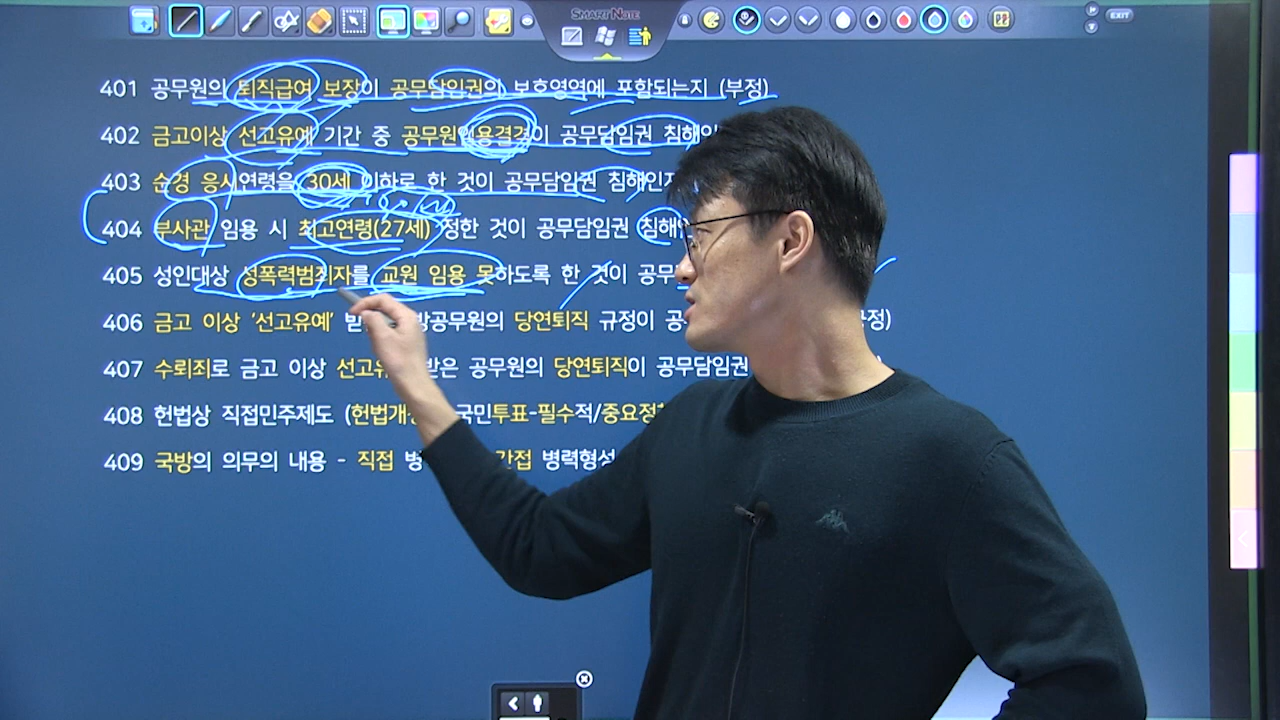 SMARTNOTE
EXIT
401 공무원의 퇴직급여 보장이 공무담임권의 보호영역에 포함되는지 (부정)
402 금고이상 선고유예 기간 중 공무원임용결격이 공무담임권 침해인
403 순경 응시연령을 30세 이하로 한 것이 공무담임권 침해인지
404 부사관 임용 시 최고연령(27세) 정한 것이 공무담임권 침해
405 성인대상 성폭력범죄자를 교원 임용 못하도록 한 것이 공무
406 금고 이상 '선고유예' 받 방공무원의 당연퇴직 규정이 공 정)
407 수뢰죄로 금고 이상 선고유 받은 공무원의 당연퇴직이 공무담임권
408 헌법상 직접민주제도 (헌법개 국민투표-필수적/중요정
409 국방의 의무의 내용 - 직접 병 간접 병력형성